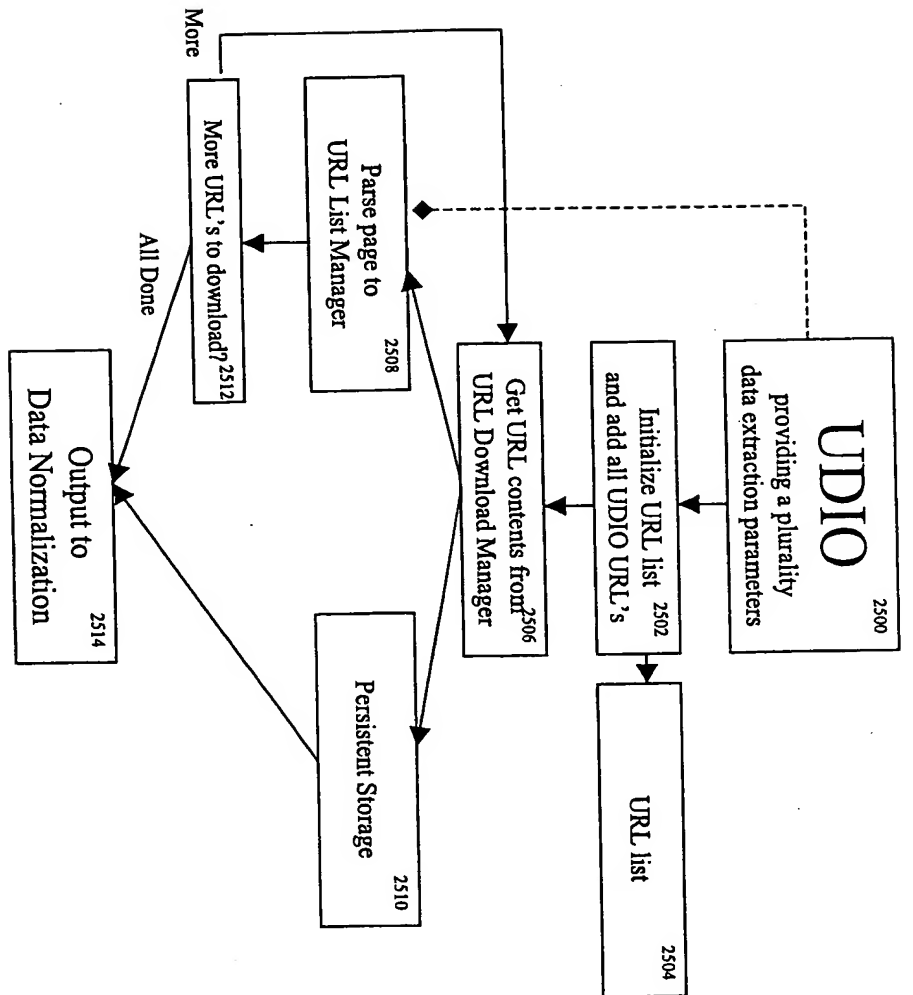 UDIO
providing a plurality
data extraction parameters
2500
Initialize URL list
and add all UDIO URL's
2502
URL list
2504
Get URL contents from
URL Download Manager
2506
Parse page to
URL List Manager
2508
Persistent Storage
2510
More URL's to download?
2512
More
All Done
Output to
Data Normalization
2514